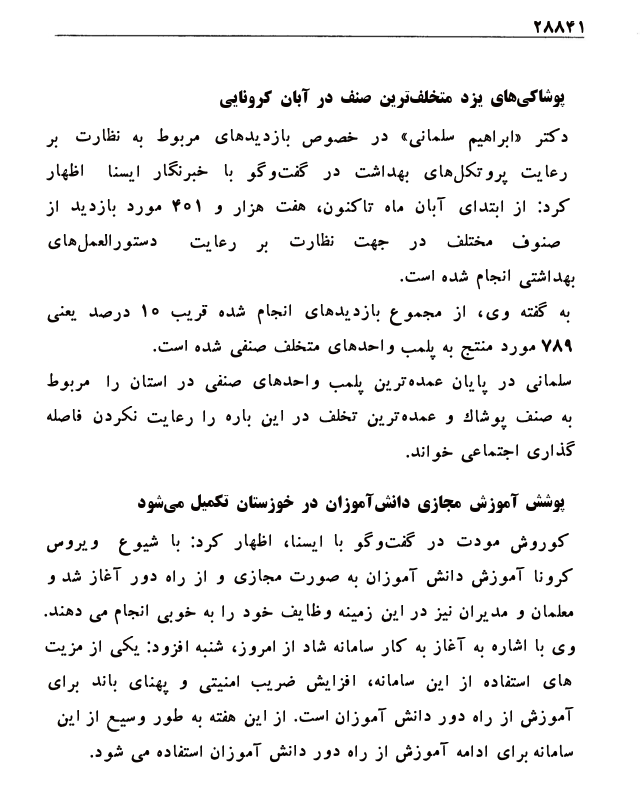 ۲۸۸۴۱
پوشاکی‌های یزد متخلف‌ترین صنف در آبان کرونایی
دکتر «ابراهیم سلمانی» در خصوص بازدیدهای مربوط به نظارت بر
رعایت پروتکل‌های بهداشت در گفت‌وگو با خبرنگار ایسنا اظهار
کرد: از ابتدای آبان ماه تاکنون، هفت هزار و ۴۰۱ مورد بازدید از
صنوف مختلف در جهت نظارت بر رعایت دستورالعمل‌های
بهداشتی انجام شده است.
به گفته وی، از مجموع بازدیدهای انجام شده قریب ۱۰ درصد یعنی
۷۸۹ مورد منتج به پلمب واحدهای متخلف صنفی شده است.
سلمانی در پایان عمده‌ترین پلمب واحدهای صنفی در استان را مربوط
به صنف پوشاک و عمده‌ترین تخلف در این باره را رعایت نکردن فاصله
گذاری اجتماعی خواند.
پوشش آموزش مجازی دانش‌آموزان در خوزستان تکمیل می‌شود
کوروش مودت در گفت‌وگو با ایسنا، اظهار کرد: با شیوع ویروس
کرونا آموزش دانش آموزان به صورت مجازی و از راه دور آغاز شد و
معلمان و مدیران نیز در این زمینه وظایف خود را به خوبی انجام می دهند.
وی با اشاره به آغاز به کار سامانه شاد از امروز، شنبه افزود: یکی از مزیت
های استفاده از این سامانه، افزایش ضریب امنیتی و پهنای باند برای
آموزش از راه دور دانش آموزان است. از این هفته به طور وسیع از این
سامانه برای ادامه آموزش از راه دور دانش آموزان استفاده می شود.